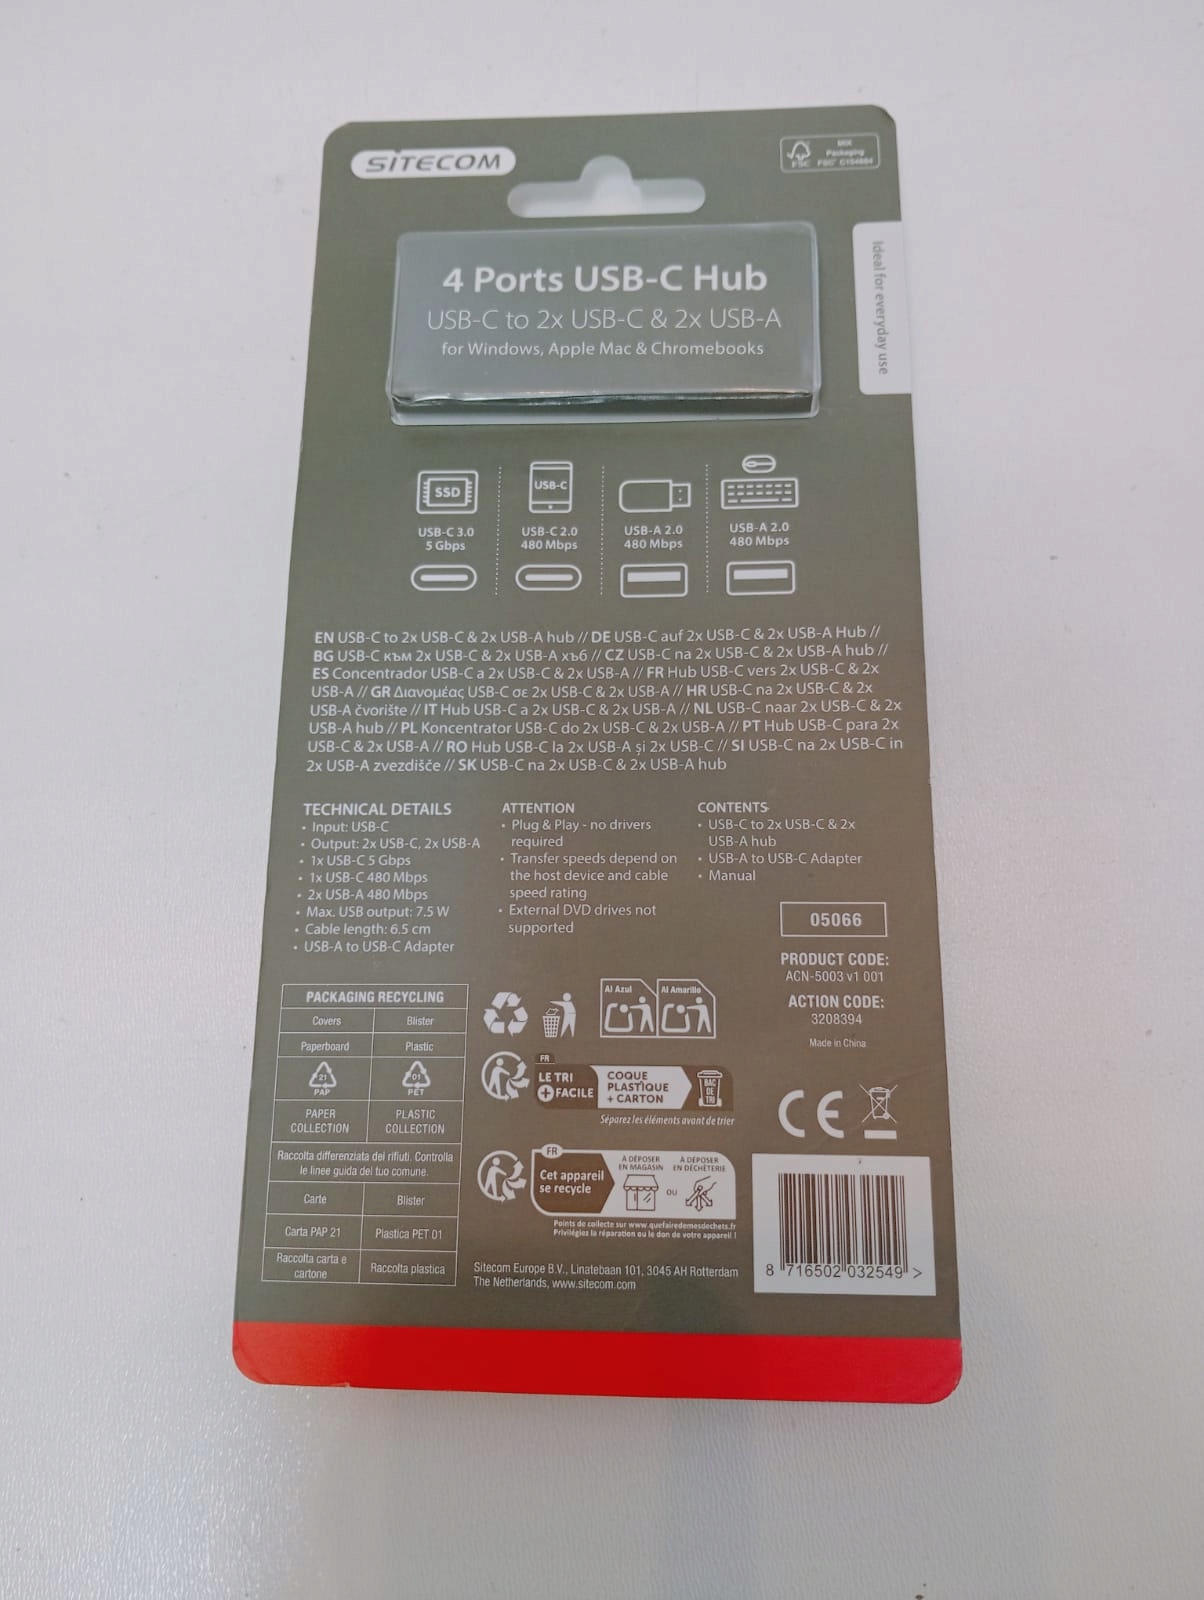 SITECOM
MIX
Packaging
FSC® C154604
FSC
Ideal for everyday use
4 Ports USB-C Hub
USB-C to 2x USB-C & 2x USB-A
for Windows, Apple Mac & Chromebooks
SSD
USB-C
USB-C 3.0
5 Gbps
USB-C 2.0
480 Mbps
USB-A 2.0
480 Mbps
USB-A 2.0
480 Mbps
EN USB-C to 2x USB-C & 2x USB-A hub // DE USB-C auf 2x USB-C & 2x USB-A Hub //
BG USB-C към 2x USB-C & 2x USB-A хъб // CZ USB-C na 2x USB-C & 2x USB-A hub //
ES Concentrador USB-C a 2x USB-C & 2x USB-A // FR Hub USB-C vers 2x USB-C & 2x
USB-A // GR Διανομέας USB-C σε 2x USB-C & 2x USB-A // HR USB-C na 2x USB-C & 2x
USB-A čvorište // IT Hub USB-C a 2x USB-C & 2x USB-A // NL USB-C naar 2x USB-C & 2x
USB-A hub // PL Koncentrator USB-C do 2x USB-C & 2x USB-A // PT Hub USB-C para 2x
USB-C & 2x USB-A // RO Hub USB-C la 2x USB-A și 2x USB-C // SI USB-C na 2x USB-C in
2x USB-A zvezdišče // SK USB-C na 2x USB-C & 2x USB-A hub
TECHNICAL DETAILS
• Input: USB-C
• Output: 2x USB-C, 2x USB-A
• 1x USB-C 5 Gbps
• 1x USB-C 480 Mbps
• 2x USB-A 480 Mbps
• Max. USB output: 7.5 W
• Cable length: 6.5 cm
• USB-A to USB-C Adapter
ATTENTION
• Plug & Play - no drivers
required
• Transfer speeds depend on
the host device and cable
speed rating
• External DVD drives not
supported
CONTENTS
• USB-C to 2x USB-C & 2x
USB-A hub
• USB-A to USB-C Adapter
• Manual
05066
PRODUCT CODE:
ACN-5003 v1 001
ACTION CODE:
3208394
Made in China
PACKAGING RECYCLING
Covers Blister
Paperboard Plastic
21 01
PAP PET
PAPER
COLLECTION
PLASTIC
COLLECTION
Raccolta differenziata dei rifiuti. Controlla
le linee guida del tuo comune.
Carte Blister
Carta PAP 21 Plastica PET 01
Raccolta carta e
cartone
Raccolta plastica
Al Azul Al Amarillo
FR
LE TRI
+ FACILE
COQUE
PLASTIQUE
+ CARTON
BAC
DE
TRI
Séparez les éléments avant de trier
FR
Cet appareil
se recycle
À DÉPOSER
EN MAGASIN
OU
À DÉPOSER
EN DÉCHÈTERIE
Points de collecte sur www.quefairedemesdechets.fr
Privilégiez la réparation ou le don de votre appareil !
Sitecom Europe B.V., Linatebaan 101, 3045 AH Rotterdam
The Netherlands, www.sitecom.com
CE
8 716502 032549 >